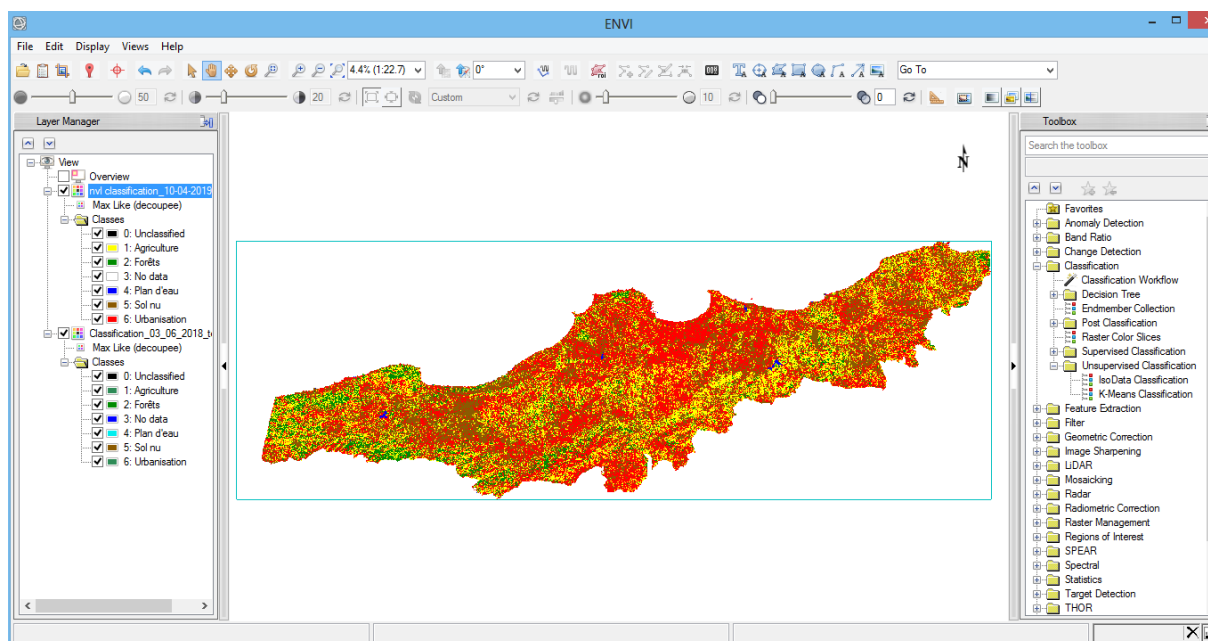 ENVI
File Edit Display Views Help
4.4% (1:22.7) 0° Go To
50 20 Custom 10 0
Layer Manager
View
Overview
nvl classification_10-04-2019
Max Like (decoupee)
Classes
0: Unclassified
1: Agriculture
2: Forêts
3: No data
4: Plan d'eau
5: Sol nu
6: Urbanisation
Classification_03_06_2018_t
Max Like (decoupee)
Classes
0: Unclassified
1: Agriculture
2: Forêts
3: No data
4: Plan d'eau
5: Sol nu
6: Urbanisation
N
Toolbox
Search the toolbox
Favorites
Anomaly Detection
Band Ratio
Change Detection
Classification
Classification Workflow
Decision Tree
Endmember Collection
Post Classification
Raster Color Slices
Supervised Classification
Unsupervised Classification
IsoData Classification
K-Means Classification
Feature Extraction
Filter
Geometric Correction
Image Sharpening
LiDAR
Mosaicking
Radar
Radiometric Correction
Raster Management
Regions of Interest
SPEAR
Spectral
Statistics
Target Detection
THOR